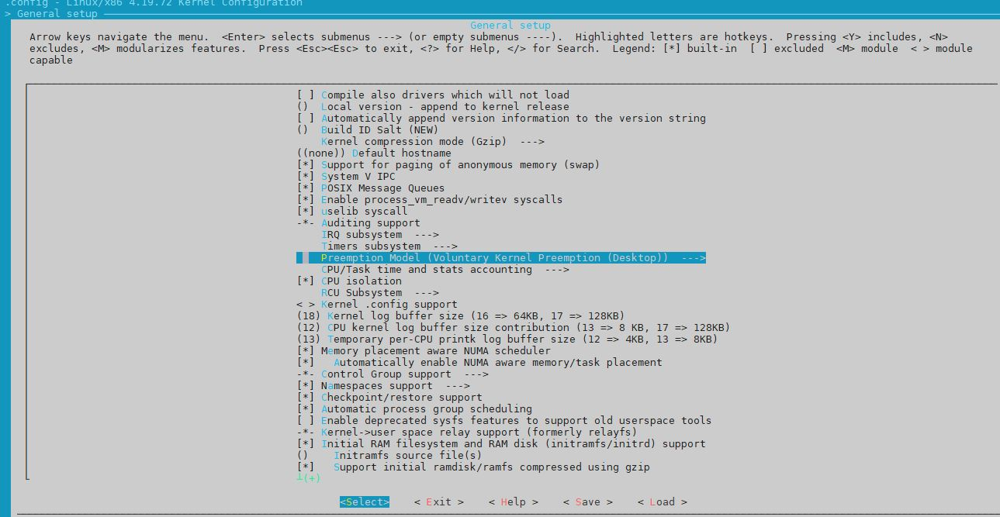 .config - Linux/x86 4.19.72 Kernel Configuration
> General setup
General setup
Arrow keys navigate the menu.  <Enter> selects submenus ---> (or empty submenus ----).  Highlighted letters are hotkeys.  Pressing <Y> includes, <N>
excludes, <M> modularizes features.  Press <Esc><Esc> to exit, <?> for Help, </> for Search.  Legend: [*] built-in  [ ] excluded  <M> module  < > module
capable
[ ] Compile also drivers which will not load
()  Local version - append to kernel release
[ ] Automatically append version information to the version string
()  Build ID Salt (NEW)
    Kernel compression mode (Gzip)  --->
((none)) Default hostname
[*] Support for paging of anonymous memory (swap)
[*] System V IPC
[*] POSIX Message Queues
[*] Enable process_vm_readv/writev syscalls
[*] uselib syscall
-*- Auditing support
    IRQ subsystem  --->
    Timers subsystem  --->
    Preemption Model (Voluntary Kernel Preemption (Desktop))  --->
    CPU/Task time and stats accounting  --->
[*] CPU isolation
    RCU Subsystem  --->
< > Kernel .config support
(18) Kernel log buffer size (16 => 64KB, 17 => 128KB)
(12) CPU kernel log buffer size contribution (13 => 8 KB, 17 => 128KB)
(13) Temporary per-CPU printk log buffer size (12 => 4KB, 13 => 8KB)
[*] Memory placement aware NUMA scheduler
[*]   Automatically enable NUMA aware memory/task placement
-*- Control Group support  --->
[*] Namespaces support  --->
[*] Checkpoint/restore support
[*] Automatic process group scheduling
[ ] Enable deprecated sysfs features to support old userspace tools
-*- Kernel->user space relay support (formerly relayfs)
[*] Initial RAM filesystem and RAM disk (initramfs/initrd) support
()    Initramfs source file(s)
[*]   Support initial ramdisk/ramfs compressed using gzip
┴(+)
<Select>    < Exit >    < Help >    < Save >    < Load >